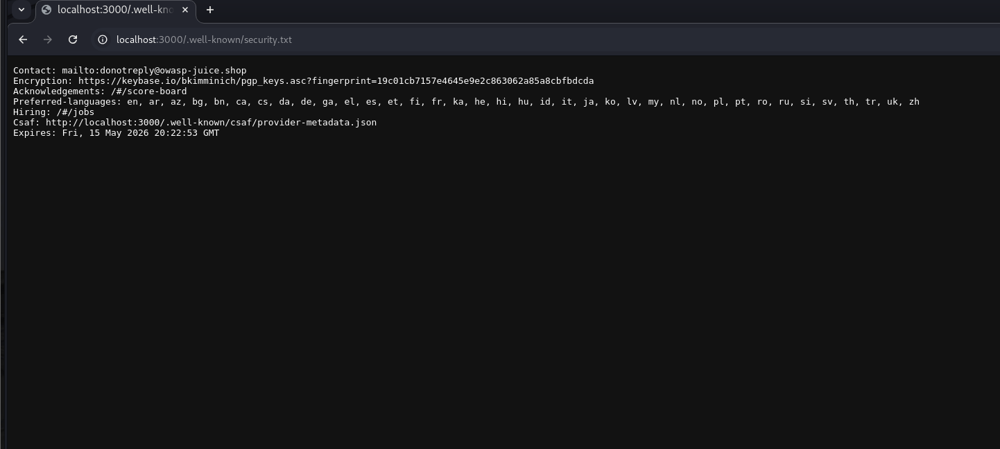 localhost:3000/.well-kno
localhost:3000/.well-known/security.txt
Contact: mailto:donotreply@owasp-juice.shop
Encryption: https://keybase.io/bkimminich/pgp_keys.asc?fingerprint=19c01cb7157e4645e9e2c863062a85a8cbfbdcda
Acknowledgements: /#/score-board
Preferred-languages: en, ar, az, bg, bn, ca, cs, da, de, ga, el, es, et, fi, fr, ka, he, hi, hu, id, it, ja, ko, lv, my, nl, no, pl, pt, ro, ru, si, sv, th, tr, uk, zh
Hiring: /#/jobs
Csaf: http://localhost:3000/.well-known/csaf/provider-metadata.json
Expires: Fri, 15 May 2026 20:22:53 GMT